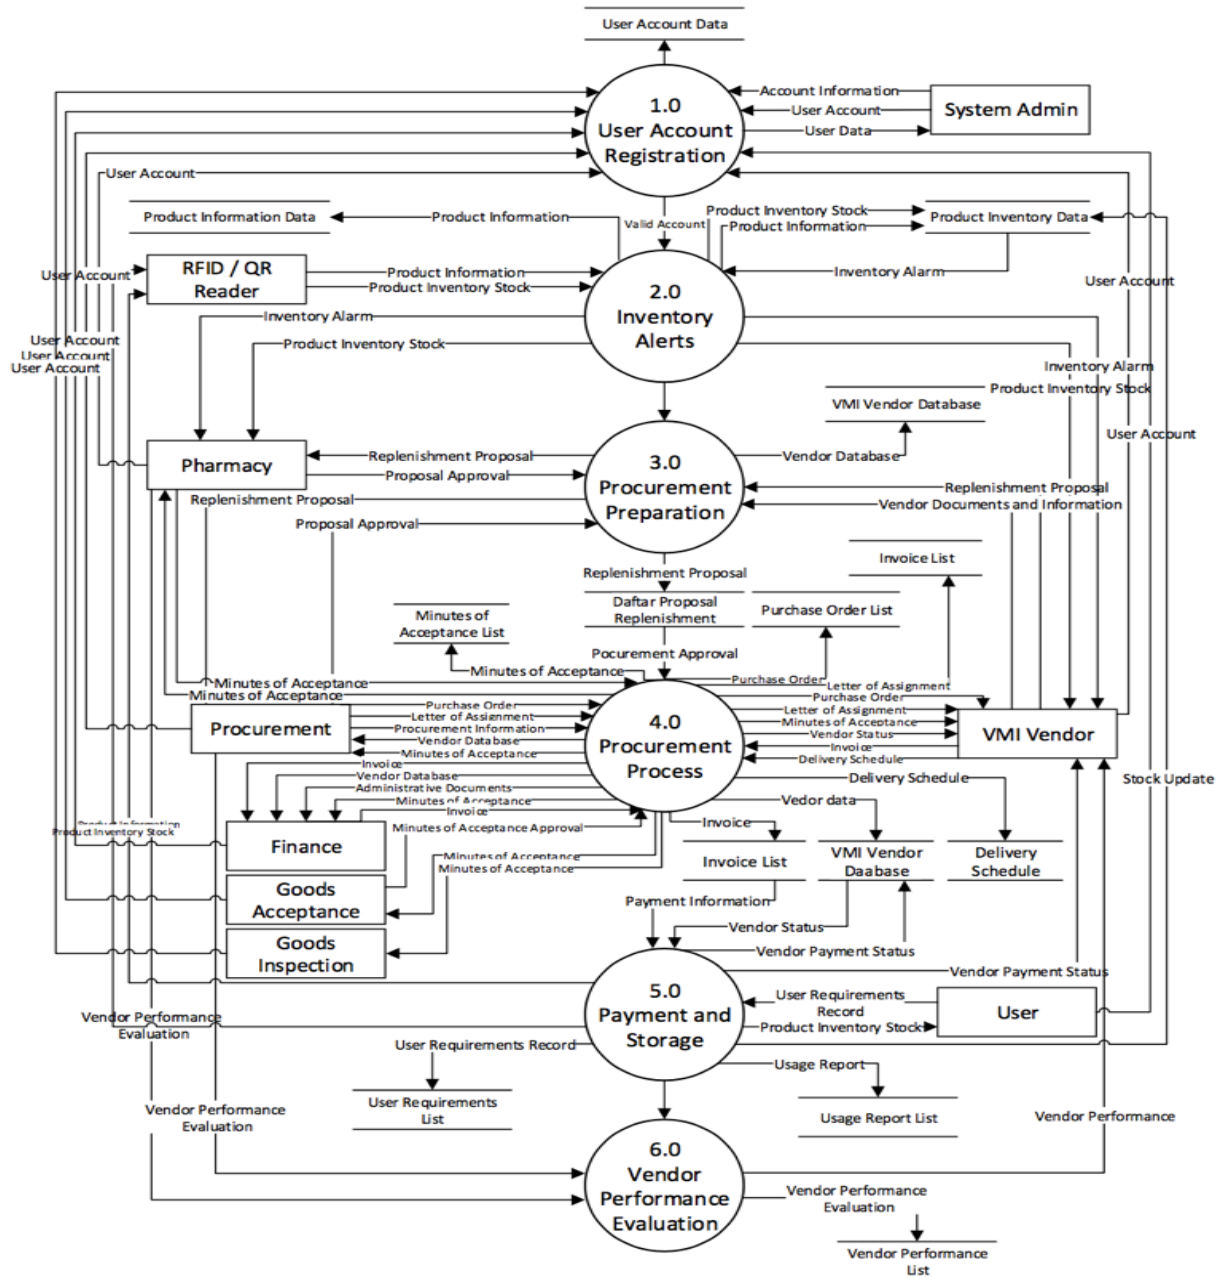 User Account Data
1.0
User Account
Registration
Account Information
User Account
User Data
System Admin
User Account
Product Information Data
Product Information
Valid Account
Product Inventory Stock
Product Information
Product Inventory Data
User Account
RFID / QR
Reader
Product Information
Product Inventory Stock
2.0
Inventory
Alerts
Inventory Alarm
User Account
Inventory Alarm
Product Inventory Stock
User Account
User Account
User Account
Inventory Alarm
Product Inventory Stock
VMI Vendor Database
User Account
Pharmacy
Replenishment Proposal
Proposal Approval
3.0
Procurement
Preparation
Vendor Database
Replenishment Proposal
Vendor Documents and Information
Replenishment Proposal
Proposal Approval
Replenishment Proposal
Invoice List
Daftar Proposal
Replenishment
Purchase Order List
Minutes of
Acceptance List
Pocurement Approval
Minutes of Acceptance
Purchase Order
Letter of Assignment
Minutes of Acceptance
Minutes of Acceptance
Purchase Order
Letter of Assignment
Procurement Information
Vendor Database
Minutes of Acceptance
Procurement
4.0
Procurement
Process
Purchase Order
Letter of Assignment
Minutes of Acceptance
Vendor Status
Invoice
Delivery Schedule
VMI Vendor
Invoice
Vendor Database
Administrative Documents
Minutes of Acceptance
Invoice
Minutes of Acceptance Approval
Delivery Schedule
Stock Update
Vedor data
Invoice
Product Information
Product Inventory Stock
Finance
Minutes of Acceptance
Minutes of Acceptance
Invoice List
VMI Vendor
Daabase
Delivery
Schedule
Goods
Acceptance
Payment Information
Vendor Status
Goods
Inspection
Vendor Payment Status
Vendor Payment Status
5.0
Payment and
Storage
User Requirements
Record
Product Inventory Stock
User
Vendor Performance
Evaluation
User Requirements Record
Usage Report
User Requirements
List
Usage Report List
Vendor Performance
Evaluation
Vendor Performance
6.0
Vendor
Performance
Evaluation
Vendor Performance
Evaluation
Vendor Performance
List